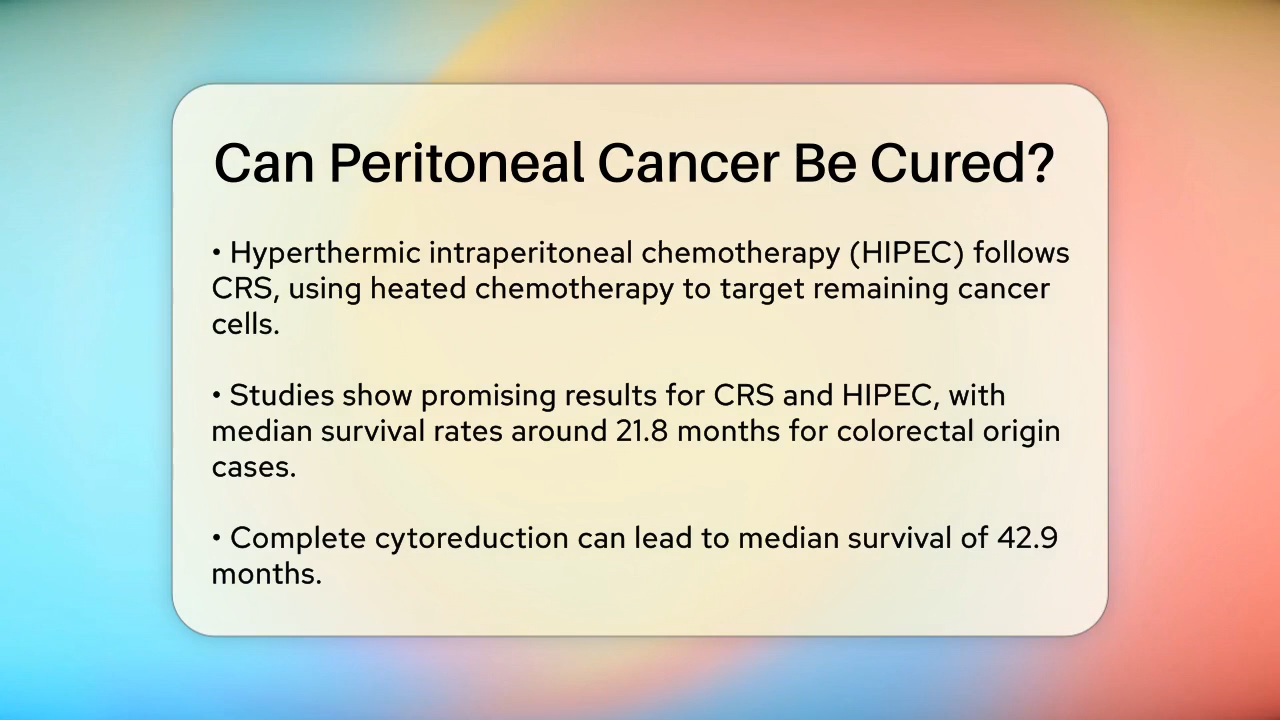 Can Peritoneal Cancer Be Cured?
• Hyperthermic intraperitoneal chemotherapy (HIPEC) follows
CRS, using heated chemotherapy to target remaining cancer
cells.
• Studies show promising results for CRS and HIPEC, with
median survival rates around 21.8 months for colorectal origin
cases.
• Complete cytoreduction can lead to median survival of 42.9
months.